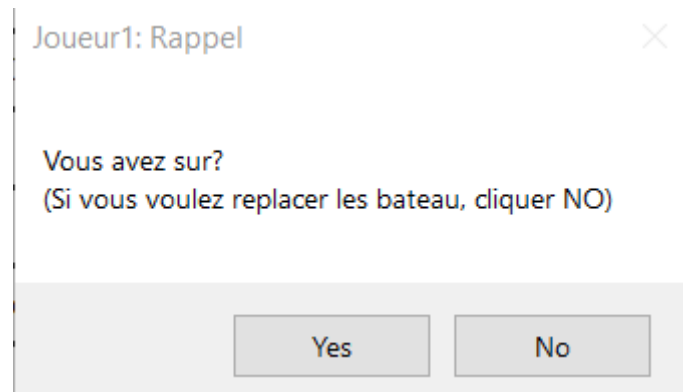 Joueur1: Rappel
Vous avez sur?
(Si vous voulez replacer les bateau, cliquer NO)
Yes
No